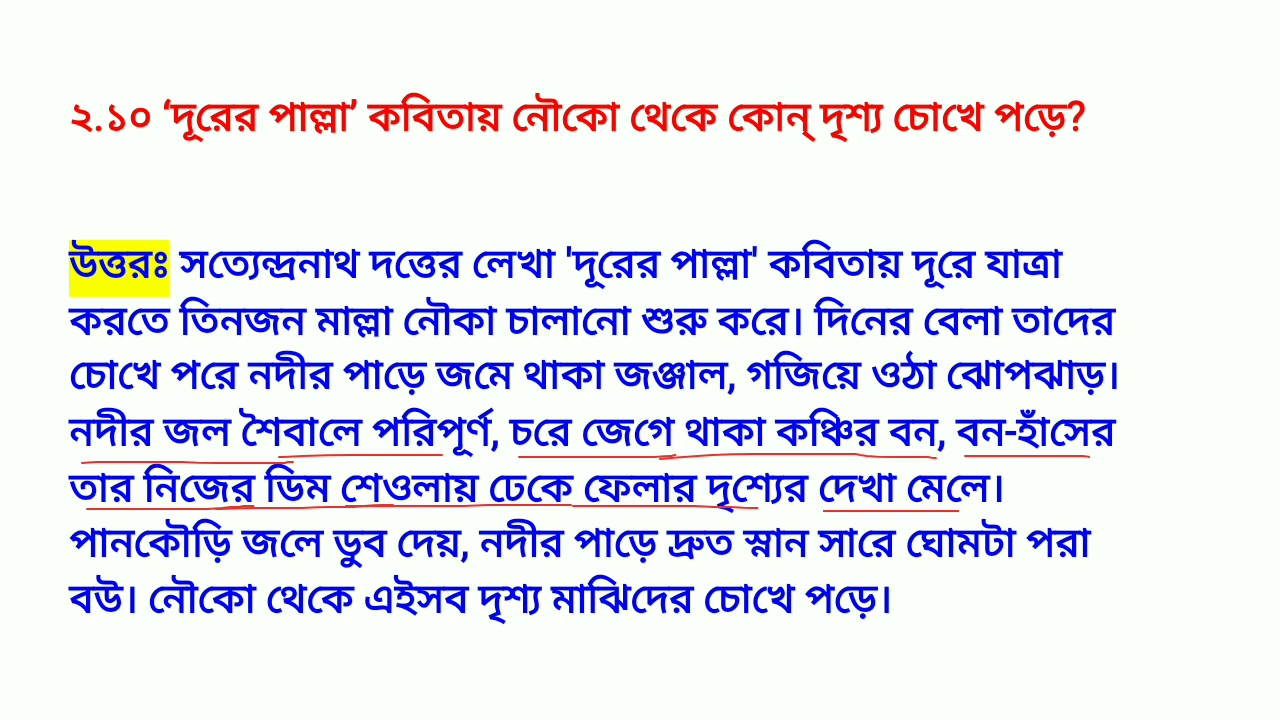 ২.১০ ‘দূরের পাল্লা’ কবিতায় নৌকো থেকে কোন্ দৃশ্য চোখে পড়ে?
উত্তরঃ সত্যেন্দ্রনাথ দত্তের লেখা 'দূরের পাল্লা' কবিতায় দূরে যাত্রা
করতে তিনজন মাল্লা নৌকা চালানো শুরু করে। দিনের বেলা তাদের
চোখে পরে নদীর পাড়ে জমে থাকা জঞ্জাল, গজিয়ে ওঠা ঝোপঝাড়।
নদীর জল শৈবালে পরিপূর্ণ, চরে জেগে থাকা কঞ্চির বন, বন-হাঁসের
তার নিজের ডিম শেওলায় ঢেকে ফেলার দৃশ্যের দেখা মেলে।
পানকৌড়ি জলে ডুব দেয়, নদীর পাড়ে দ্রুত স্নান সারে ঘোমটা পরা
বউ। নৌকো থেকে এইসব দৃশ্য মাঝিদের চোখে পড়ে।